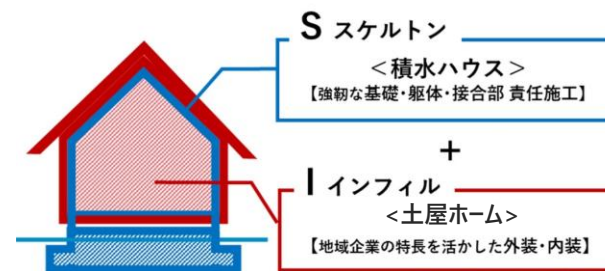 S スケルトン
＜積水ハウス＞
【強靭な基礎・躯体・接合部 責任施工】
+
I インフィル
<土屋ホーム>
【地域企業の特長を活かした外装・内装】